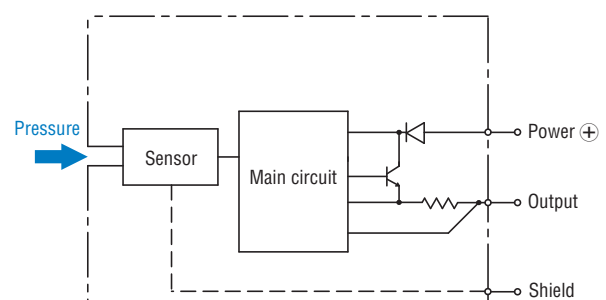 Pressure
Sensor
Main circuit
Power ⊕
Output
Shield